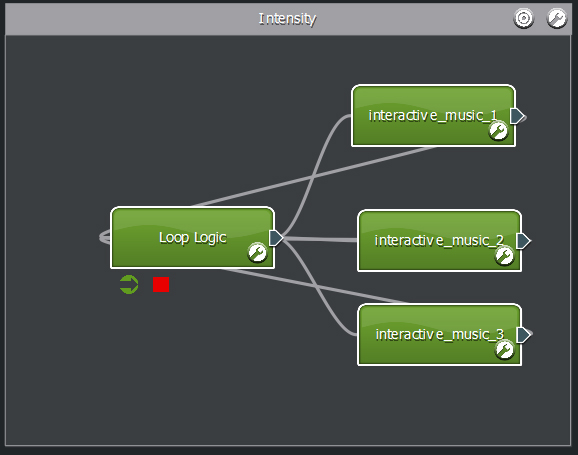 Intensity
interactive_music_1
Loop Logic
interactive_music_2
interactive_music_3